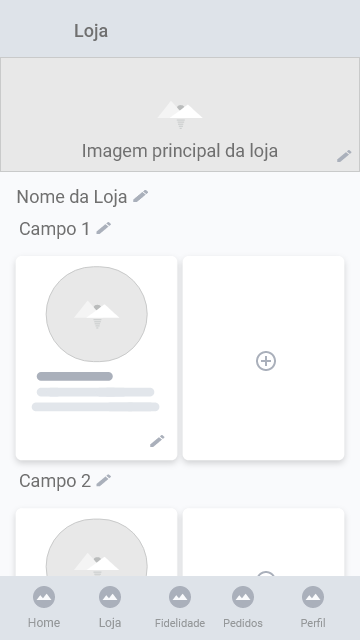 Loja
Imagem principal da loja
Nome da Loja
Campo 1
Campo 2
Home Loja Fidelidade Pedidos Perfil